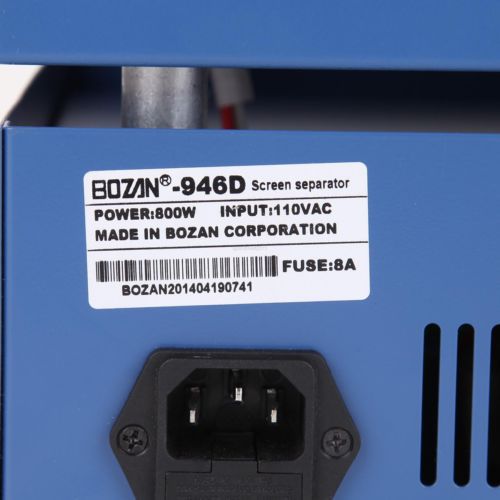 BOZAN®-946D Screen separator
POWER:800W INPUT:110VAC
MADE IN BOZAN CORPORATION
FUSE:8A
BOZAN201404190741